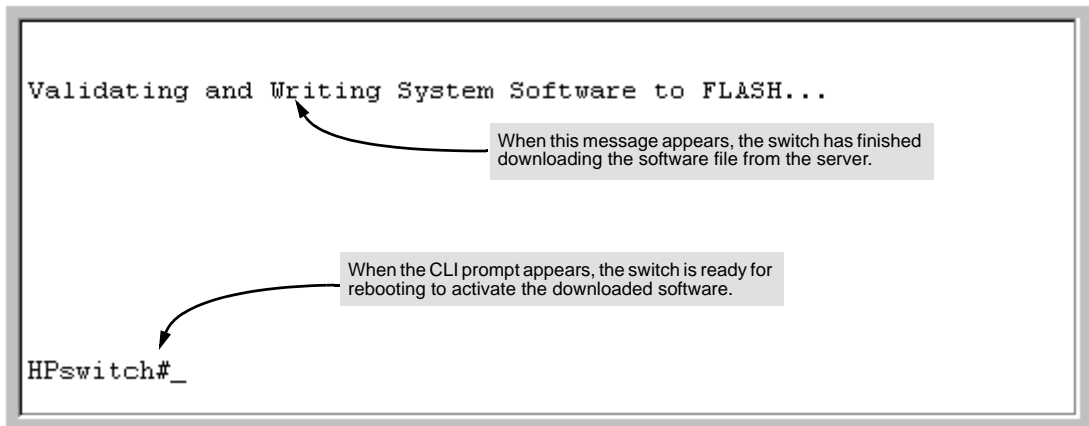 Validating and Writing System Software to FLASH...
When this message appears, the switch has finished
downloading the software file from the server.
When the CLI prompt appears, the switch is ready for
rebooting to activate the downloaded software.
HPswitch#_